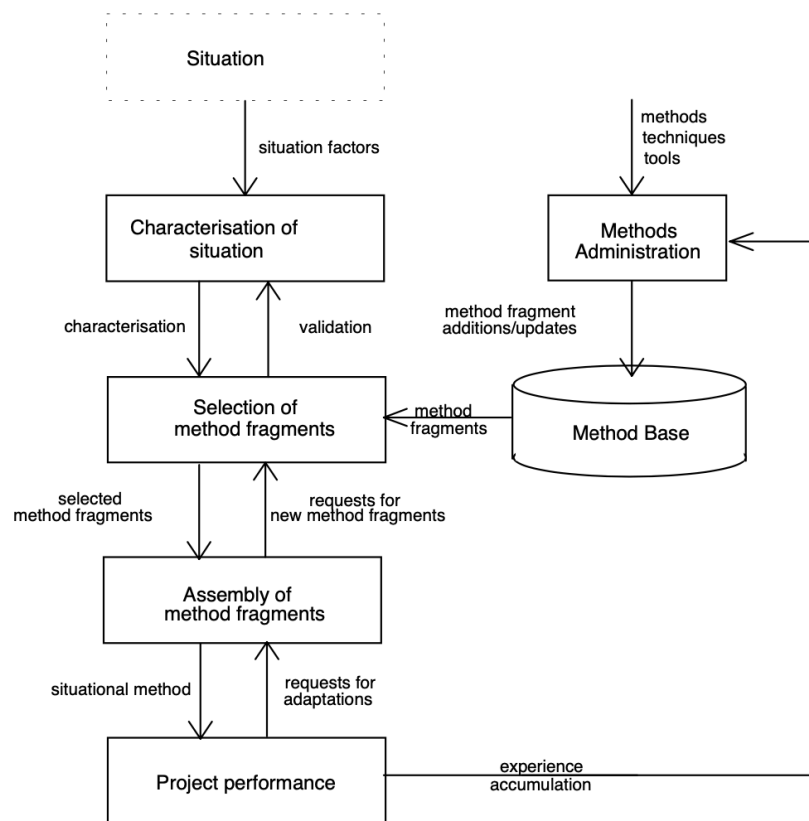 Situation
situation factors
methods
techniques
tools
Characterisation of
situation
Methods
Administration
characterisation
validation
method fragment
additions/updates
Selection of
method fragments
method
fragments
Method Base
selected
method fragments
requests for
new method fragments
Assembly of
method fragments
situational method
requests for
adaptations
Project performance
experience
accumulation